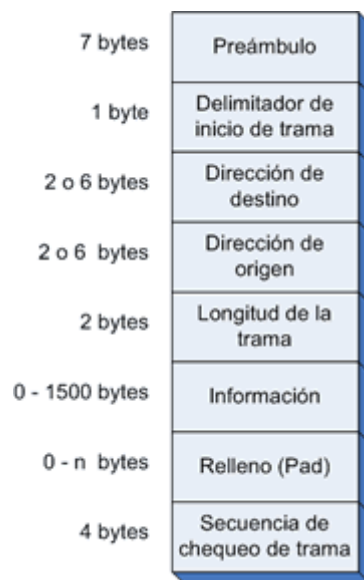 7 bytes
Preámbulo
1 byte
Delimitador de
inicio de trama
2 o 6 bytes
Dirección de
destino
2 o 6 bytes
Dirección de
origen
2 bytes
Longitud de la
trama
0 - 1500 bytes
Información
0 - n bytes
Relleno (Pad)
4 bytes
Secuencia de
chequeo de trama